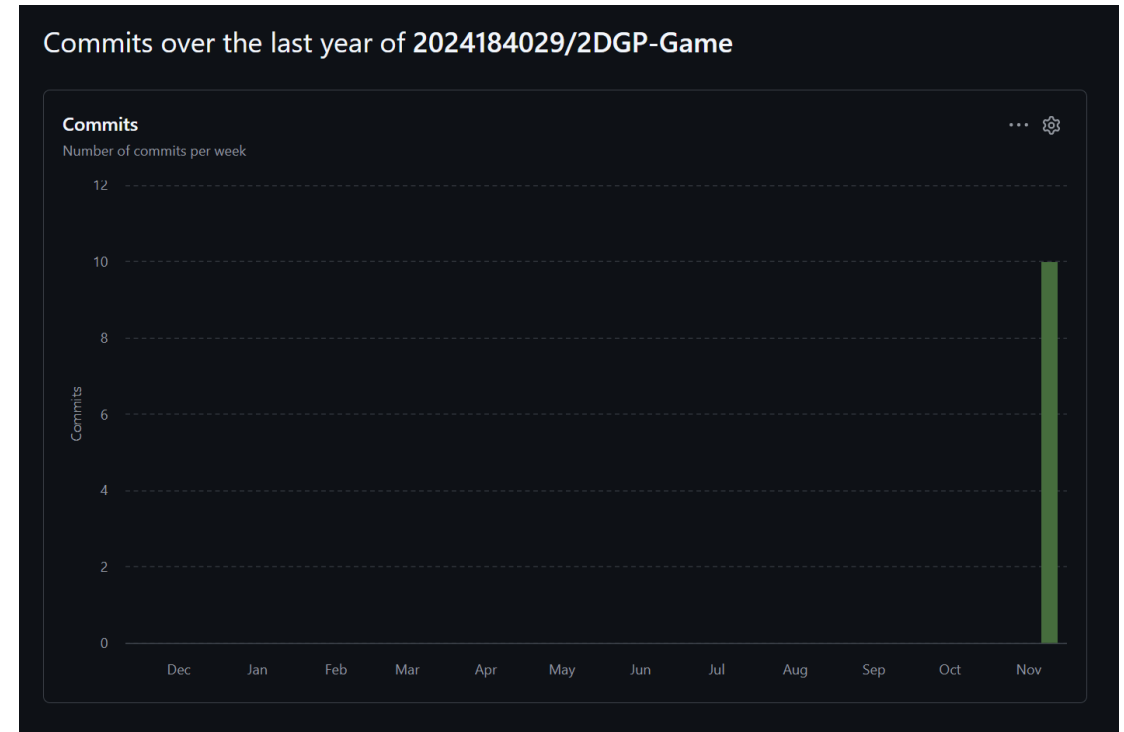 Commits over the last year of 2024184029/2DGP-Game
Commits
Number of commits per week
12
10
8
6
4
2
0
Commits
Dec Jan Feb Mar Apr May Jun Jul Aug Sep Oct Nov